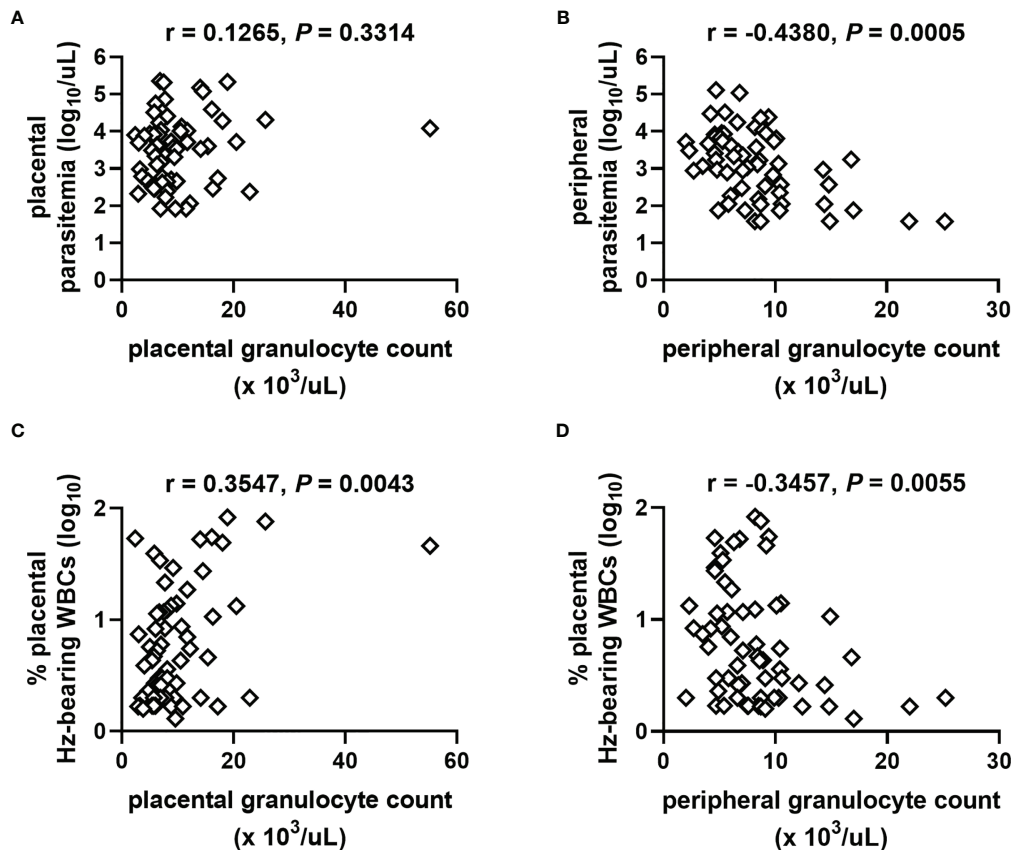 A
r = 0.1265, P = 0.3314
placental
parasitemia (log10/uL)
6
5
4
3
2
1
0
0 20 40 60
placental granulocyte count
(x 10^3/uL)
B
r = -0.4380, P = 0.0005
peripheral
parasitemia (log10/uL)
6
5
4
3
2
1
0
0 10 20 30
peripheral granulocyte count
(x 10^3/uL)
C
r = 0.3547, P = 0.0043
% placental
Hz-bearing WBCs (log10)
2
1
0
0 20 40 60
placental granulocyte count
(x 10^3/uL)
D
r = -0.3457, P = 0.0055
% placental
Hz-bearing WBCs (log10)
2
1
0
0 10 20 30
peripheral granulocyte count
(x 10^3/uL)